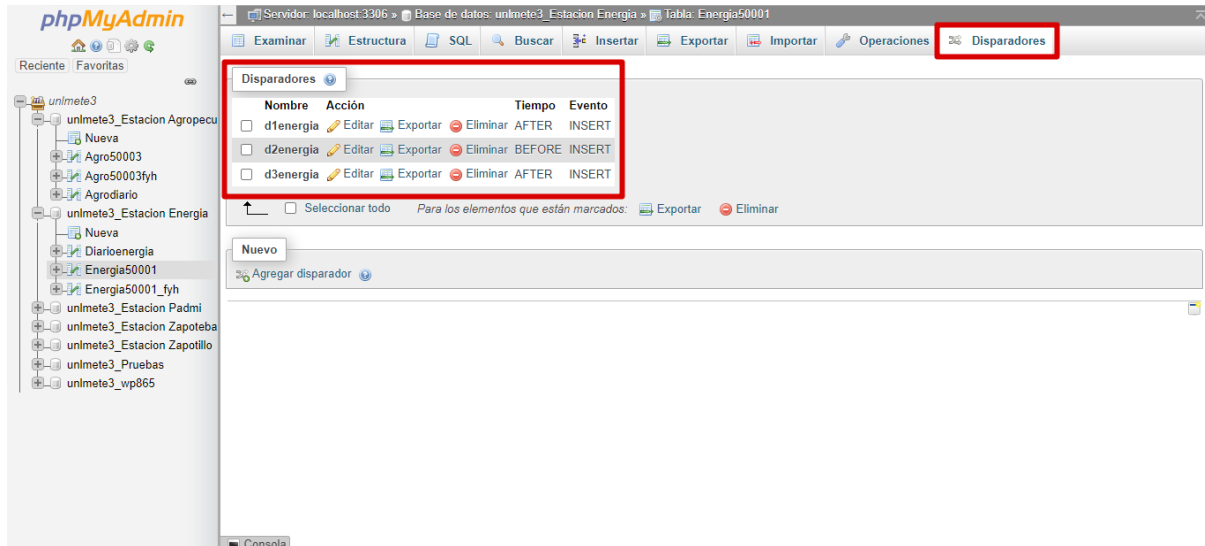 phpMyAdmin
Reciente Favoritas
unlmete3
unlmete3_Estacion Agropecu
Nueva
Agro50003
Agro50003fyh
Agrodiario
unlmete3_Estacion Energia
Nueva
Diarioenergia
Energia50001
Energia50001_fyh
unlmete3_Estacion Padmi
unlmete3_Estacion Zapoteba
unlmete3_Estacion Zapotillo
unlmete3_Pruebas
unlmete3_wp865
Servidor: localhost:3306 » Base de datos: unlmete3_Estacion Energia » Tabla: Energia50001
Examinar Estructura SQL Buscar Insertar Exportar Importar Operaciones Disparadores
Disparadores
Nombre Acción Tiempo Evento
d1energia Editar Exportar Eliminar AFTER INSERT
d2energia Editar Exportar Eliminar BEFORE INSERT
d3energia Editar Exportar Eliminar AFTER INSERT
Seleccionar todo Para los elementos que están marcados: Exportar Eliminar
Nuevo
Agregar disparador
Consola